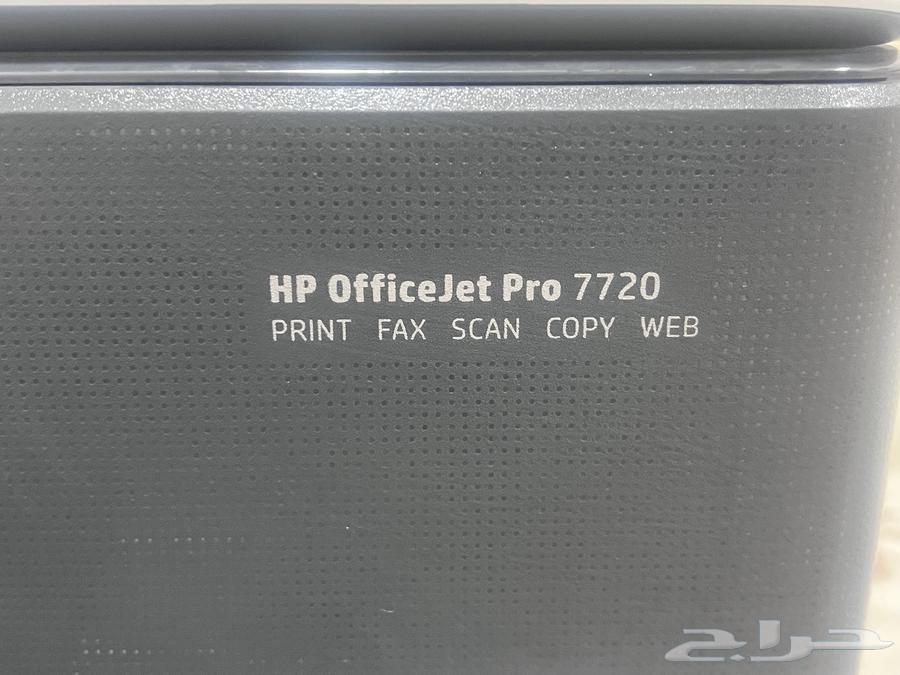 HP OfficeJet Pro 7720
PRINT FAX SCAN COPY WEB
حراج